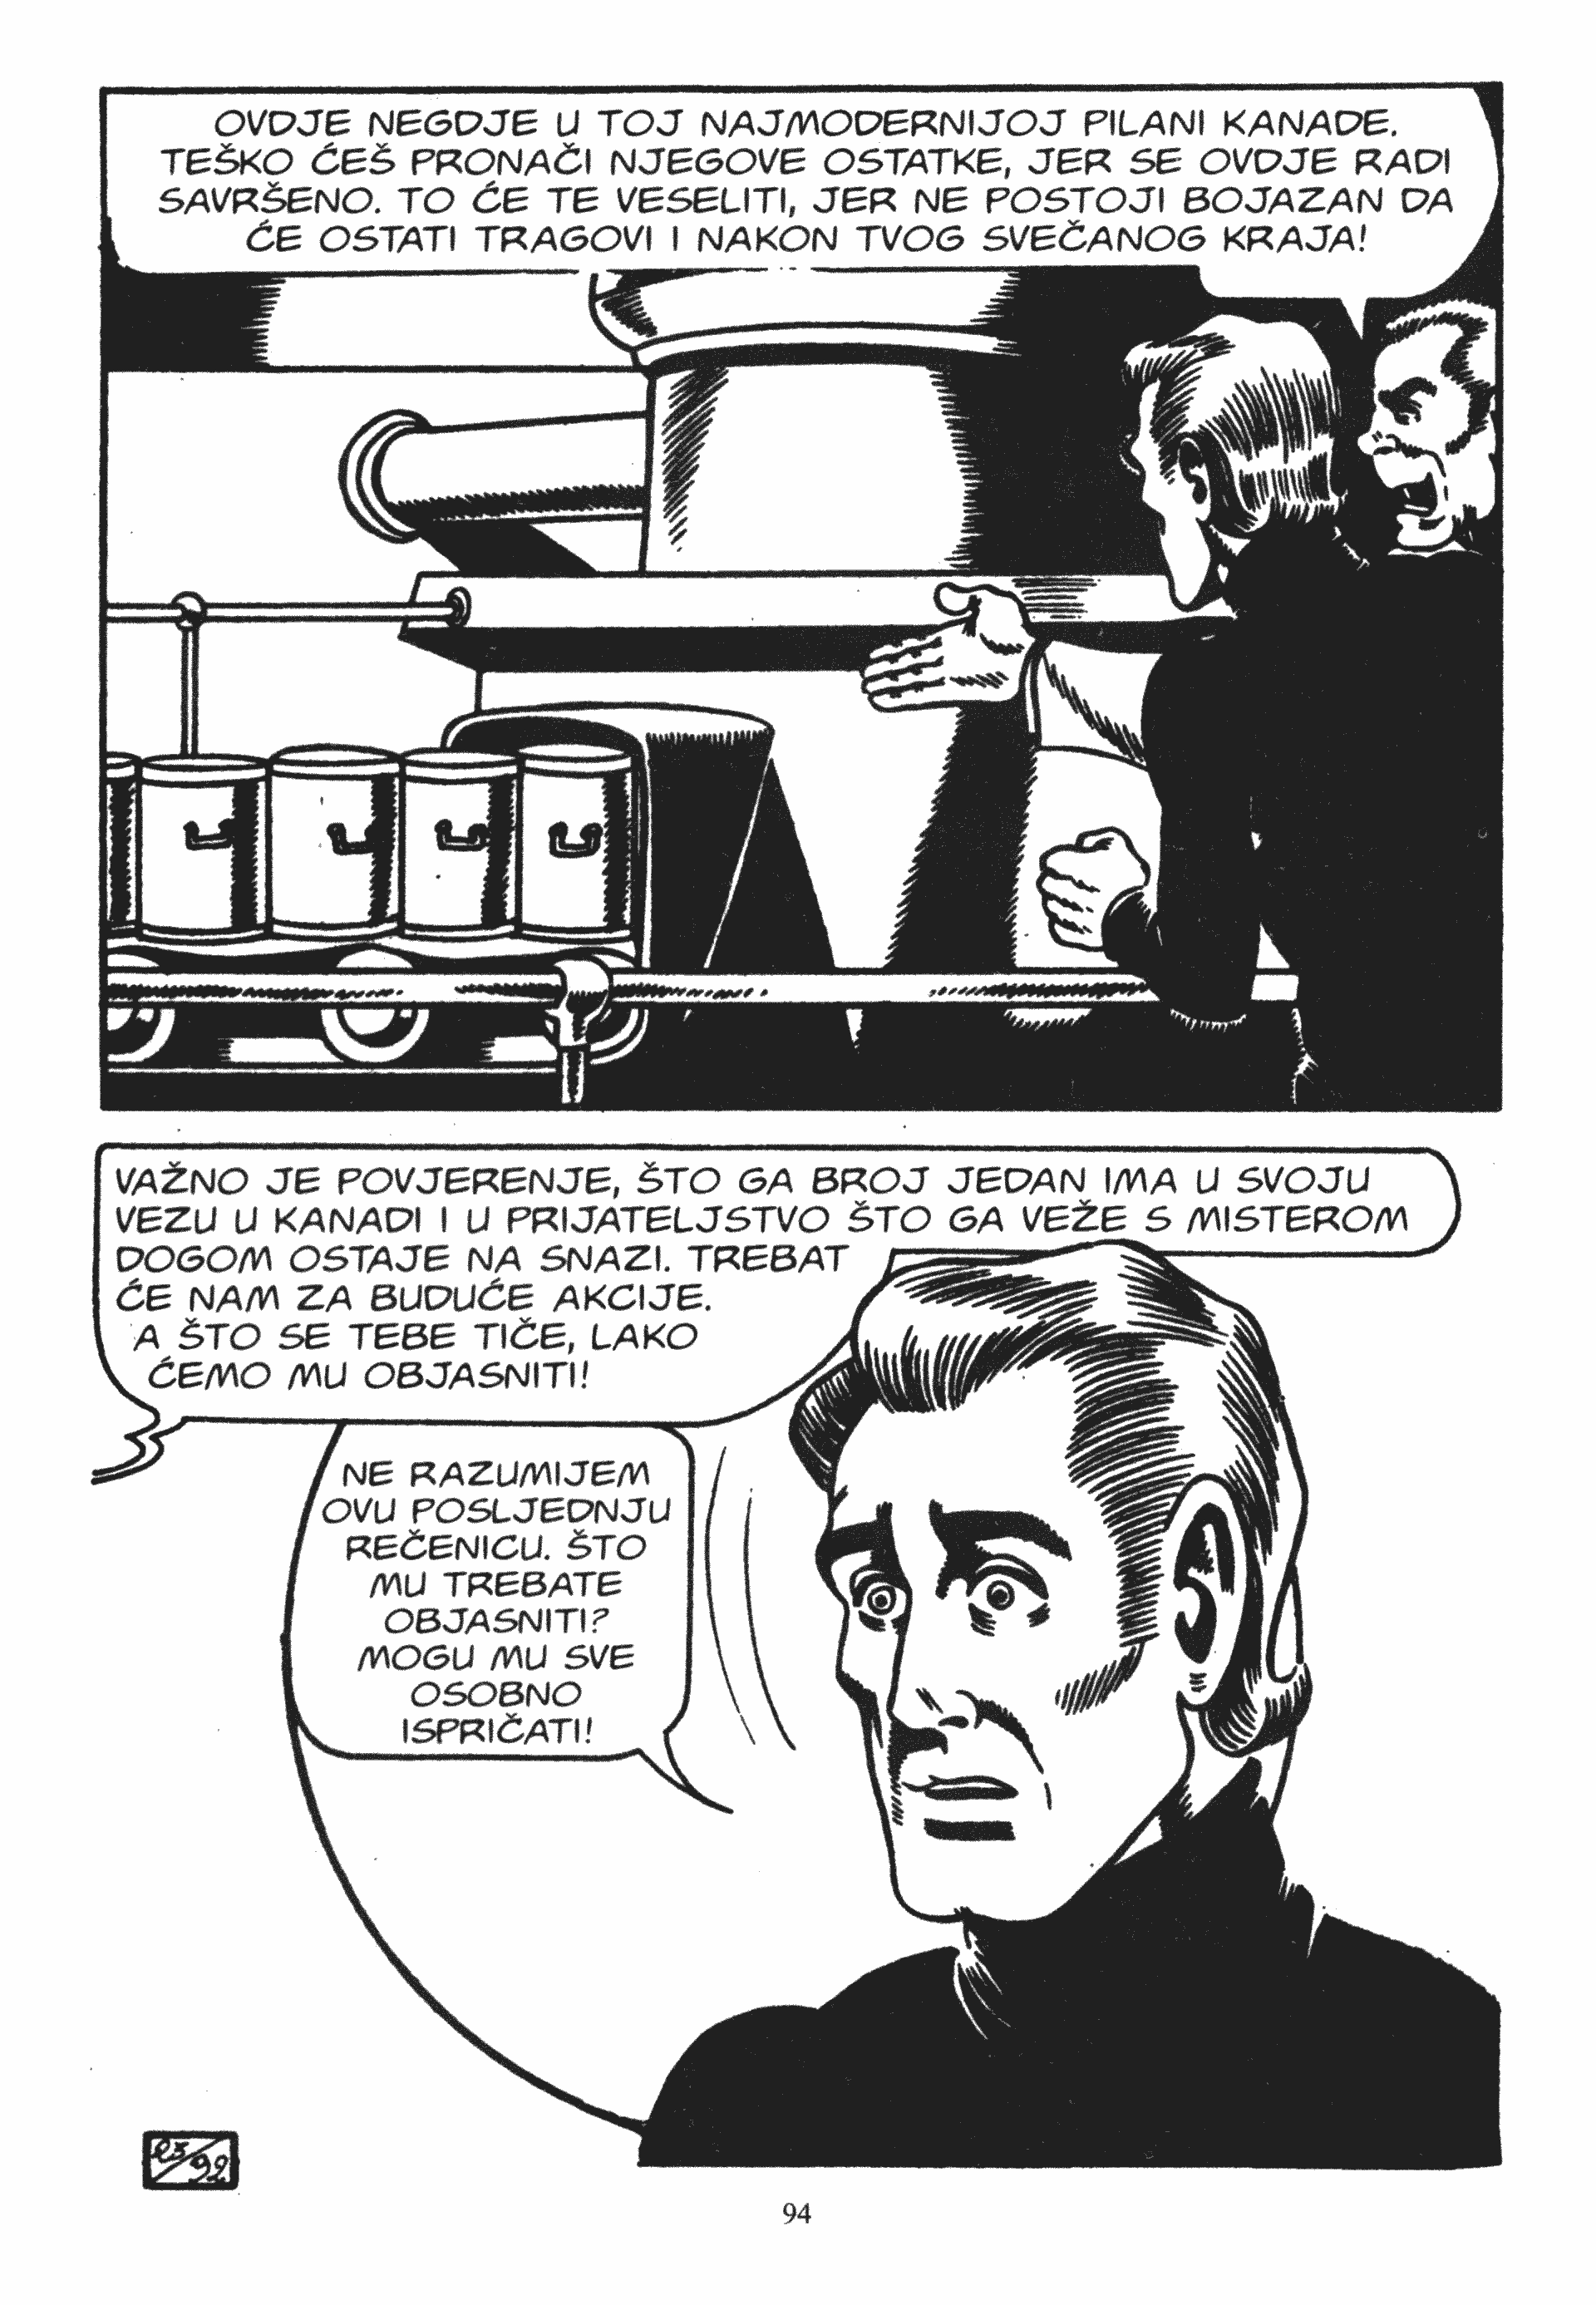 OVDJE NEGDJE U TOJ NAJMODERNIJOJ PILANI KANADE.
TEŠKO ĆEŠ PRONAČI NJEGOVE OSTATKE, JER SE OVDJE RADI
SAVRŠENO. TO ĆE TE VESELITI, JER NE POSTOJI BOJAZAN DA
ĆE OSTATI TRAGOVI I NAKON TVOG SVEČANOG KRAJA!
VAŽNO JE POVJERENJE, ŠTO GA BROJ JEDAN IMA U SVOJU
VEZU U KANADI I U PRIJATELJSTVO ŠTO GA VEŽE S MISTEROM
DOGOM OSTAJE NA SNAZI. TREBAT
ĆE NAM ZA BUDUĆE AKCIJE.
A ŠTO SE TEBE TIČE, LAKO
ĆEMO MU OBJASNITI!
NE RAZUMIJEM
OVU POSLJEDNJU
REČENICU. ŠTO
MU TREBATE
OBJASNITI?
MOGU MU SVE
OSOBNO
ISPRIČATI!
23/92
94